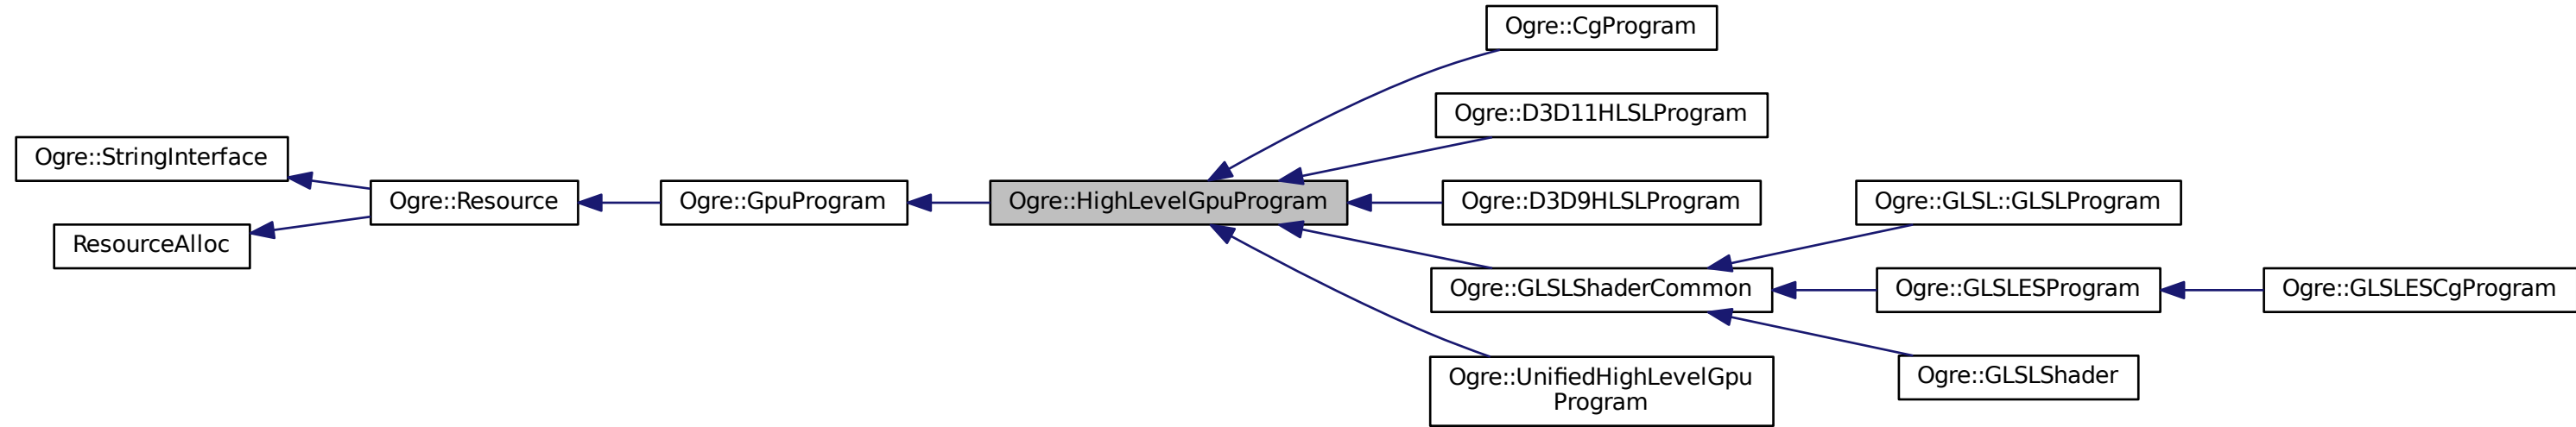 Ogre::StringInterface
ResourceAlloc
Ogre::Resource
Ogre::GpuProgram
Ogre::HighLevelGpuProgram
Ogre::CgProgram
Ogre::D3D11HLSLProgram
Ogre::D3D9HLSLProgram
Ogre::GLSLShaderCommon
Ogre::UnifiedHighLevelGpu
Program
Ogre::GLSL::GLSLProgram
Ogre::GLSLESProgram
Ogre::GLSLShader
Ogre::GLSLESCgProgram